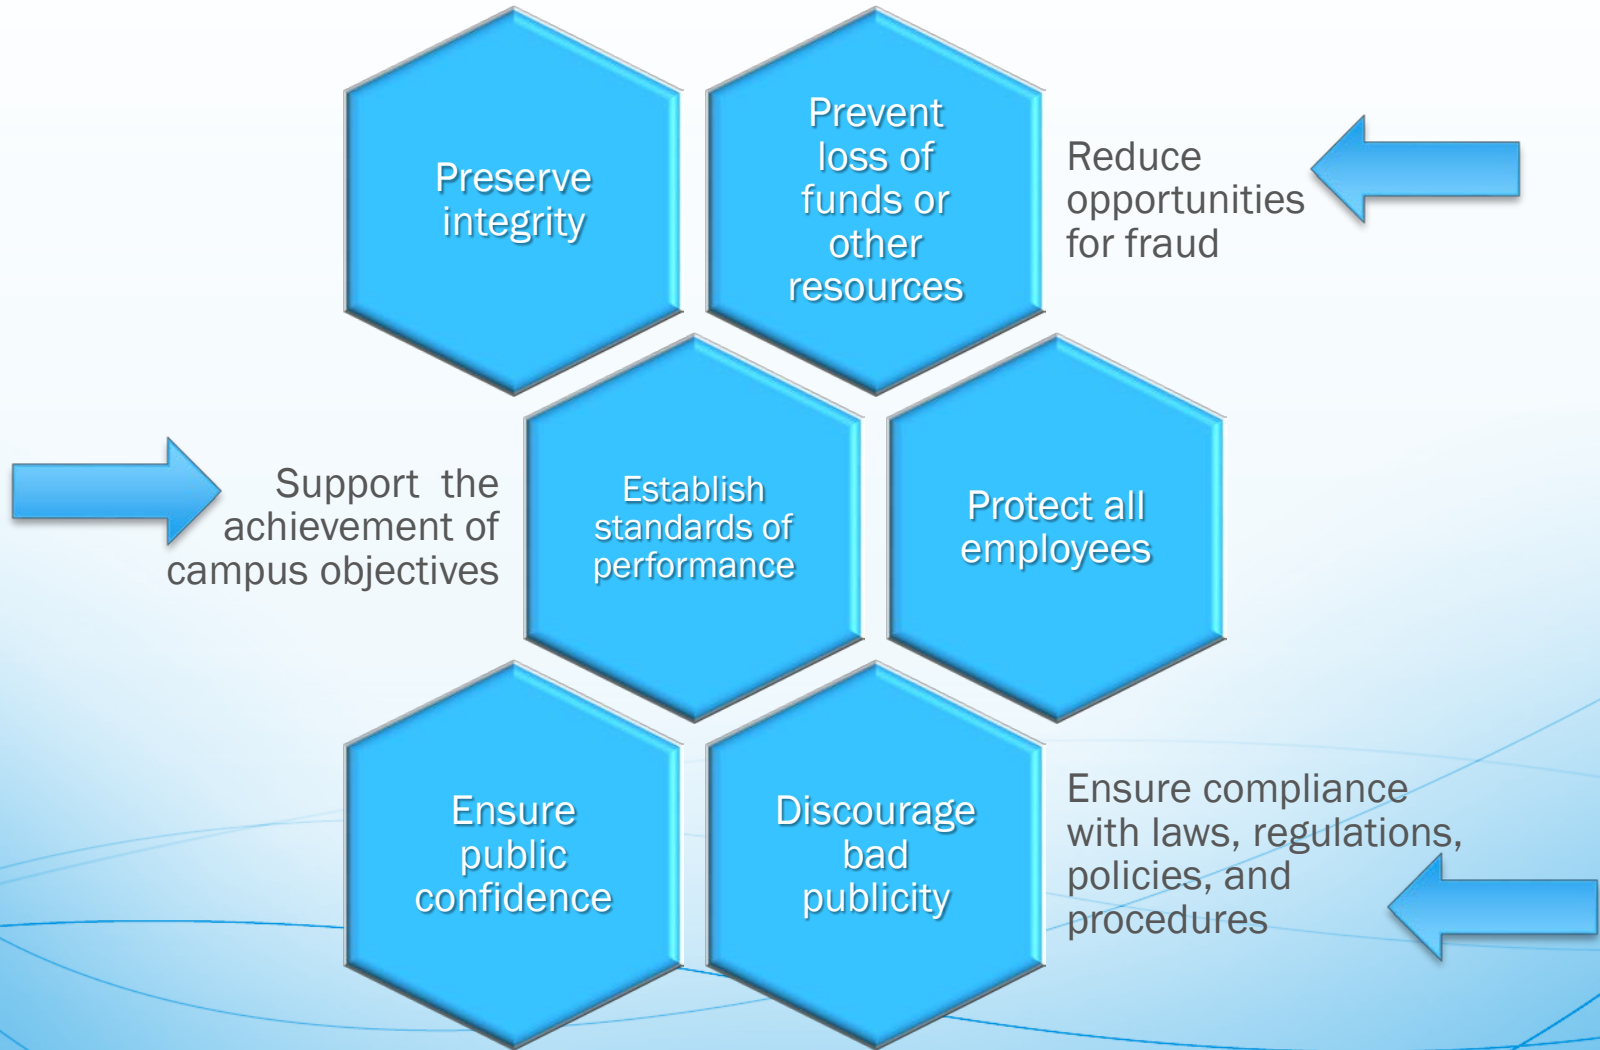 Preserve
integrity
Prevent
loss of
funds or
other
resources
Reduce
opportunities
for fraud
Support the
achievement of
campus objectives
Establish
standards of
performance
Protect all
employees
Ensure
public
confidence
Discourage
bad
publicity
Ensure compliance
with laws, regulations,
policies, and
procedures